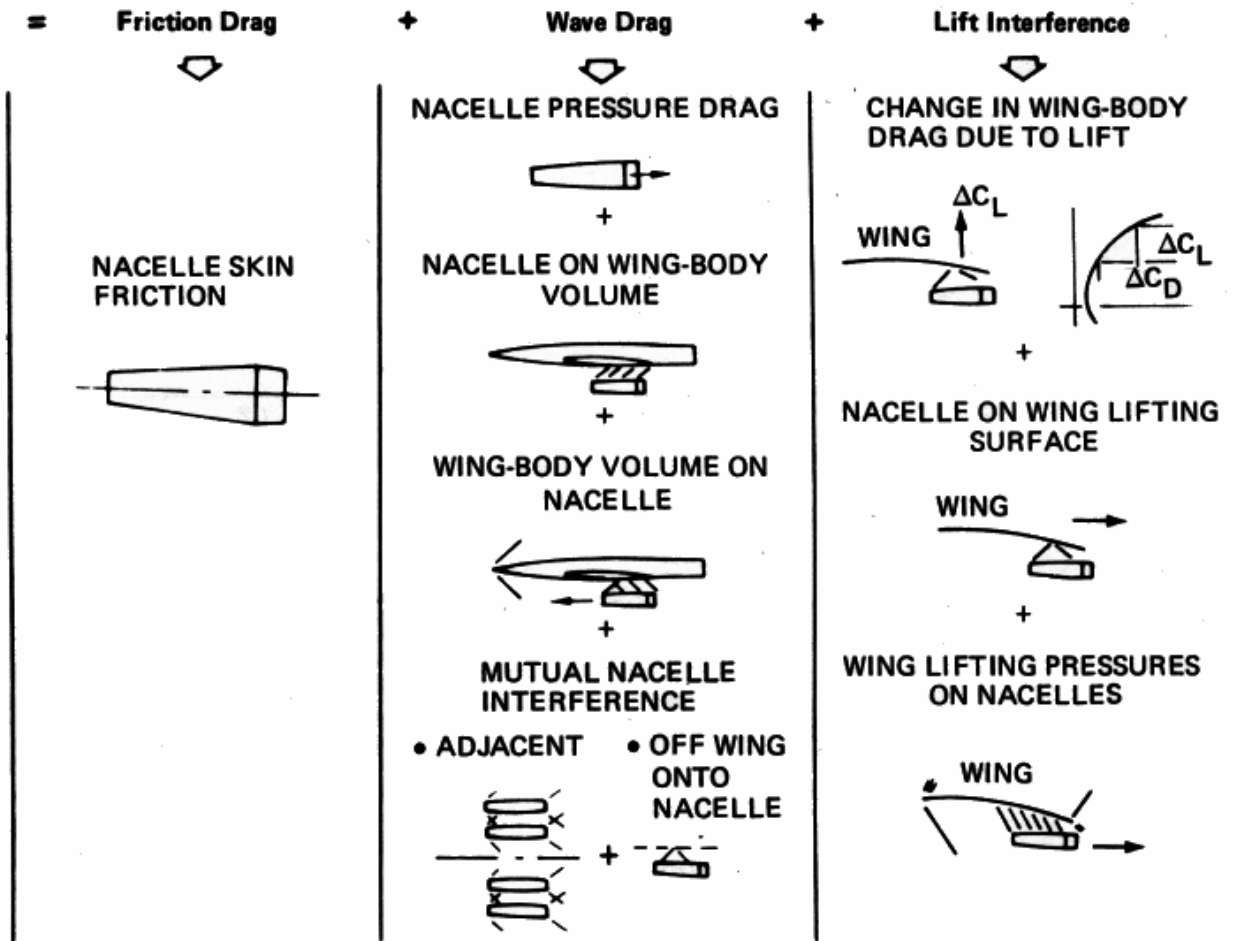 = Friction Drag + Wave Drag + Lift Interference
NACELLE SKIN
FRICTION
NACELLE PRESSURE DRAG
+
NACELLE ON WING-BODY
VOLUME
+
WING-BODY VOLUME ON
NACELLE
+
MUTUAL NACELLE
INTERFERENCE
• ADJACENT
+
• OFF WING
ONTO
NACELLE
CHANGE IN WING-BODY
DRAG DUE TO LIFT
WING
ΔCL
ΔCL
ΔCD
+
NACELLE ON WING LIFTING
SURFACE
WING
+
WING LIFTING PRESSURES
ON NACELLES
WING